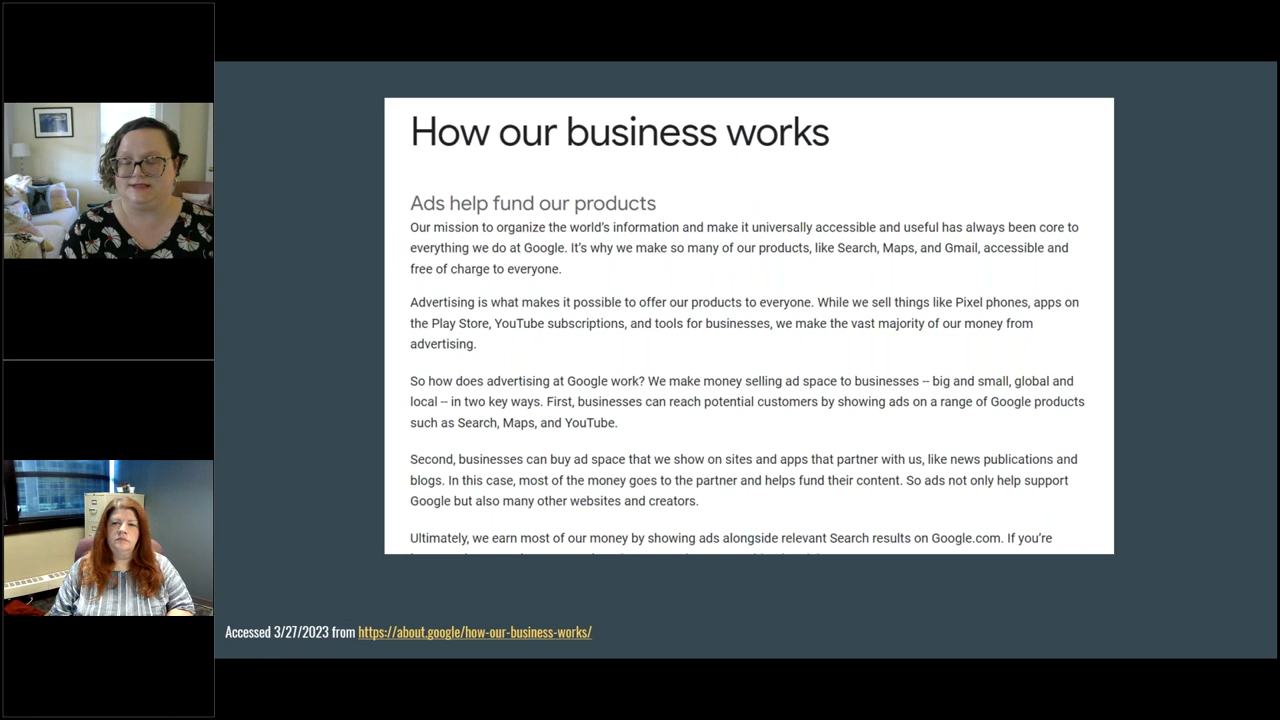 How our business works
Ads help fund our products
Our mission to organize the world's information and make it universally accessible and useful has always been core to
everything we do at Google. It's why we make so many of our products, like Search, Maps, and Gmail, accessible and
free of charge to everyone.
Advertising is what makes it possible to offer our products to everyone. While we sell things like Pixel phones, apps on
the Play Store, YouTube subscriptions, and tools for businesses, we make the vast majority of our money from
advertising.
So how does advertising at Google work? We make money selling ad space to businesses -- big and small, global and
local -- in two key ways. First, businesses can reach potential customers by showing ads on a range of Google products
such as Search, Maps, and YouTube.
Second, businesses can buy ad space that we show on sites and apps that partner with us, like news publications and
blogs. In this case, most of the money goes to the partner and helps fund their content. So ads not only help support
Google but also many other websites and creators.
Ultimately, we earn most of our money by showing ads alongside relevant Search results on Google.com. If you're
Accessed 3/27/2023 from https://about.google/how-our-business-works/